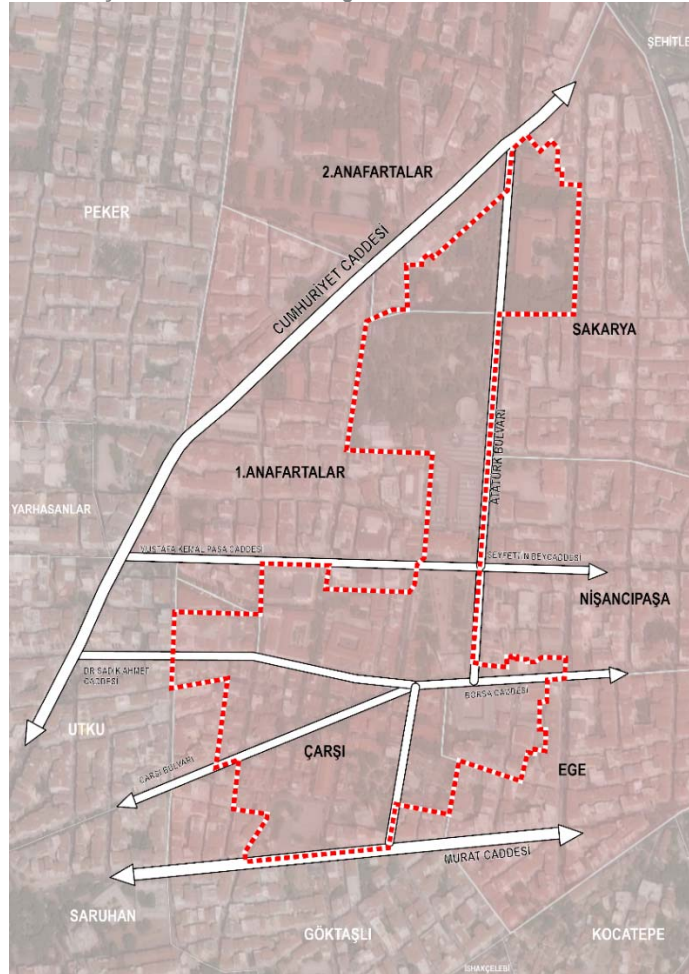 ŞEHİTLE
2.ANAFARTALAR
PEKER
CUMHURİYET CADDESİ
SAKARYA
ATATÜRK BULVARI
1.ANAFARTALAR
YARHASANLAR
MUSTAFA KEMAL PAŞA CADDESİ
SEYFETTİN BEY CADDESİ
NİŞANCIPAŞA
DR SADIK AHMET
CADDESİ
BORSA CADDESİ
UTKU
ÇARŞI
EGE
ÇARŞI BULVARI
MURAT CADDESİ
SARUHAN
GÖKTAŞLI
KOCATEPE
İSHAKÇELEBİ